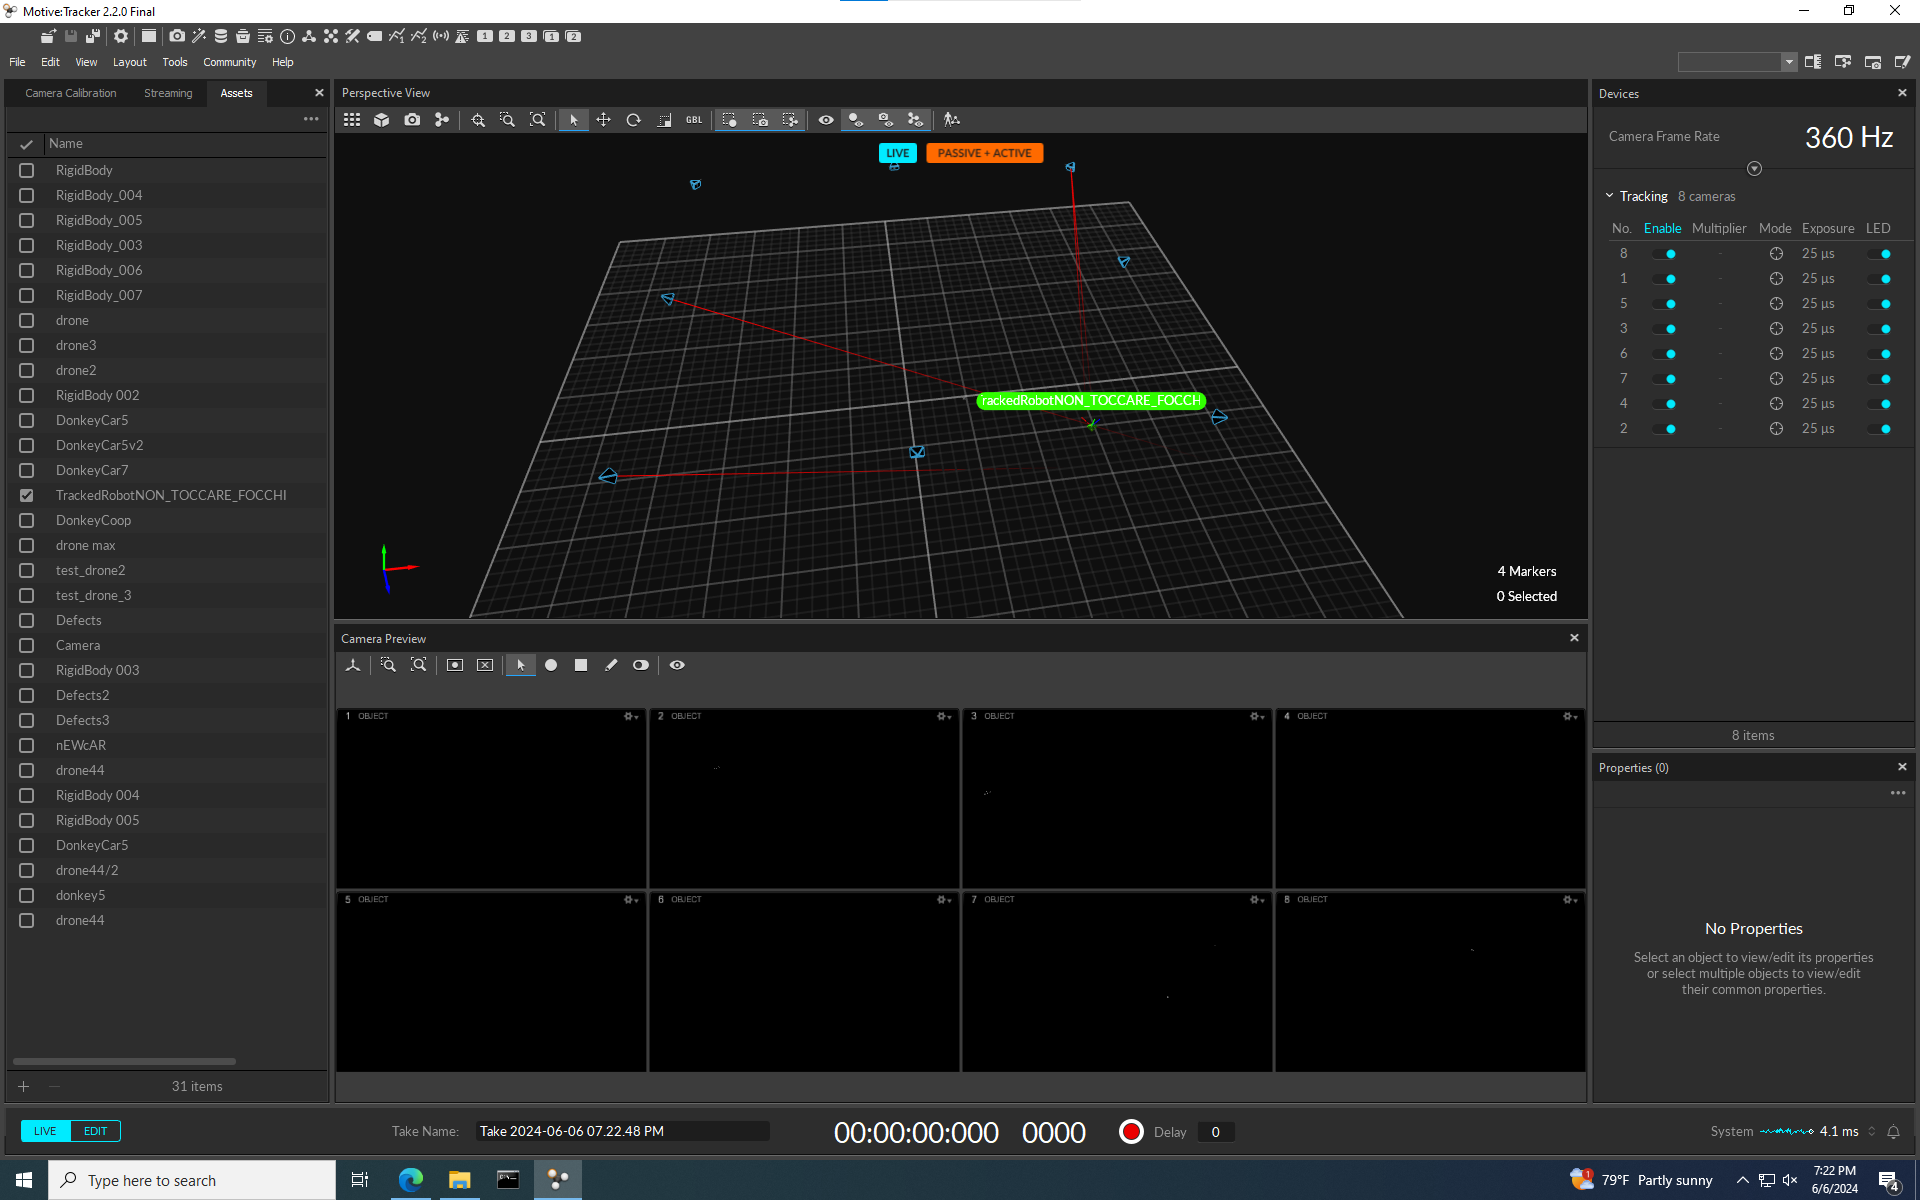 Motive:Tracker 2.2.0 Final
File Edit View Layout Tools Community Help
Camera Calibration Streaming Assets
Name
RigidBody
RigidBody_004
RigidBody_005
RigidBody_003
RigidBody_006
RigidBody_007
drone
drone3
drone2
RigidBody 002
DonkeyCar5
DonkeyCar5v2
DonkeyCar7
TrackedRobotNON_TOCCARE_FOCCHI
DonkeyCoop
drone max
test_drone2
test_drone_3
Defects
Camera
RigidBody 003
Defects2
Defects3
nEWcAR
drone44
RigidBody 004
RigidBody 005
DonkeyCar5
drone44/2
donkey5
drone44
31 items
Perspective View
GBL
LIVE PASSIVE + ACTIVE
rackedRobotNON_TOCCARE_FOCCH
4 Markers
0 Selected
Camera Preview
1 OBJECT
2 OBJECT
3 OBJECT
4 OBJECT
5 OBJECT
6 OBJECT
7 OBJECT
8 OBJECT
Devices
Camera Frame Rate 360 Hz
Tracking 8 cameras
No. Enable Multiplier Mode Exposure LED
8 - 25 µs
1 - 25 µs
5 - 25 µs
3 - 25 µs
6 - 25 µs
7 - 25 µs
4 - 25 µs
2 - 25 µs
8 items
Properties (0)
No Properties
Select an object to view/edit its properties
or select multiple objects to view/edit
their common properties.
LIVE EDIT
Take Name: Take 2024-06-06 07.22.48 PM
00:00:00:000 0000
Delay 0
System 4.1 ms
Type here to search
1
79°F Partly sunny
7:22 PM
6/6/2024
4